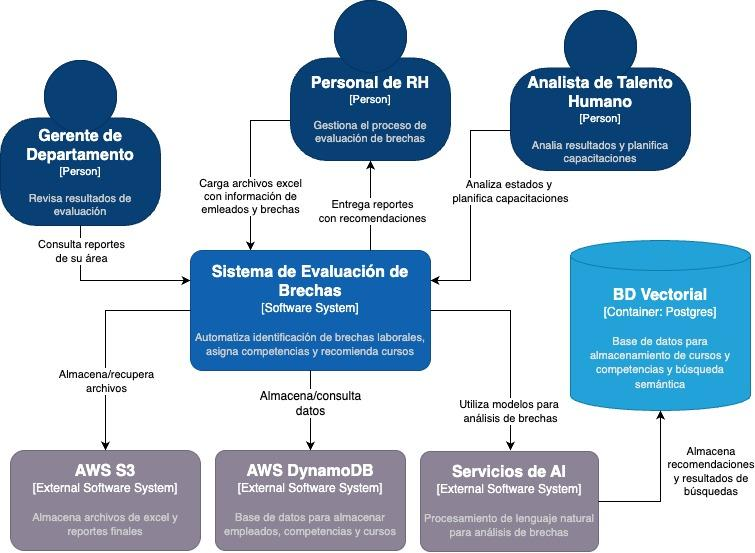 Personal de RH
[Person]
Gestiona el proceso de
evaluación de brechas
Analista de Talento
Humano
[Person]
Analia resultados y planifica
capacitaciones
Gerente de
Departamento
[Person]
Revisa resultados de
evaluación
Carga archivos excel
con información de
emleados y brechas
Entrega reportes
con recomendaciones
Analiza estados y
planifica capacitaciones
Consulta reportes
de su área
Sistema de Evaluación de
Brechas
[Software System]
Automatiza identificación de brechas laborales,
asigna competencias y recomienda cursos
BD Vectorial
[Container: Postgres]
Base de datos para
almacenamiento de cursos y
competencias y búsqueda
semántica
Almacena/recupera
archivos
Almacena/consulta
datos
Utiliza modelos para
análisis de brechas
AWS S3
[External Software System]
Almacena archivos de excel y
reportes finales
AWS DynamoDB
[External Software System]
Base de datos para almacenar
empleados, competencias y cursos
Servicios de AI
[External Software System]
Procesamiento de lenguaje natural
para análisis de brechas
Almacena
recomendaciones
y resultados de
búsquedas